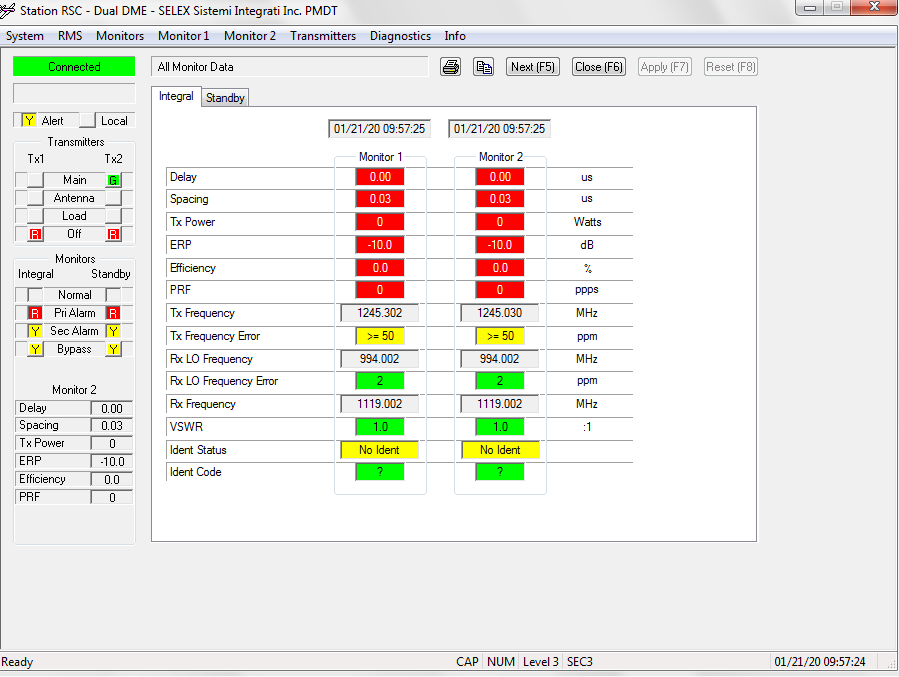 Station RSC - Dual DME - SELEX Sistemi Integrati Inc. PMDT
System RMS Monitors Monitor 1 Monitor 2 Transmitters Diagnostics Info
Connected
All Monitor Data
Next (F5) Close (F6) Apply (F7) Reset (F8)
Y Alert Local
Transmitters
Tx1 Tx2
Main G
Antenna
Load
R Off R
Monitors
Integral Standby
Normal
R Pri Alarm R
Y Sec Alarm Y
Y Bypass Y
Monitor 2
Delay 0.00
Spacing 0.03
Tx Power 0
ERP -10.0
Efficiency 0.0
PRF 0
Integral Standby
01/21/20 09:57:25 01/21/20 09:57:25
Monitor 1 Monitor 2
Delay 0.00 0.00 us
Spacing 0.03 0.03 us
Tx Power 0 0 Watts
ERP -10.0 -10.0 dB
Efficiency 0.0 0.0 %
PRF 0 0 ppps
Tx Frequency 1245.302 1245.030 MHz
Tx Frequency Error >= 50 >= 50 ppm
Rx LO Frequency 994.002 994.002 MHz
Rx LO Frequency Error 2 2 ppm
Rx Frequency 1119.002 1119.002 MHz
VSWR 1.0 1.0 :1
Ident Status No Ident No Ident
Ident Code ? ?
Ready CAP NUM Level 3 SEC3 01/21/20 09:57:24